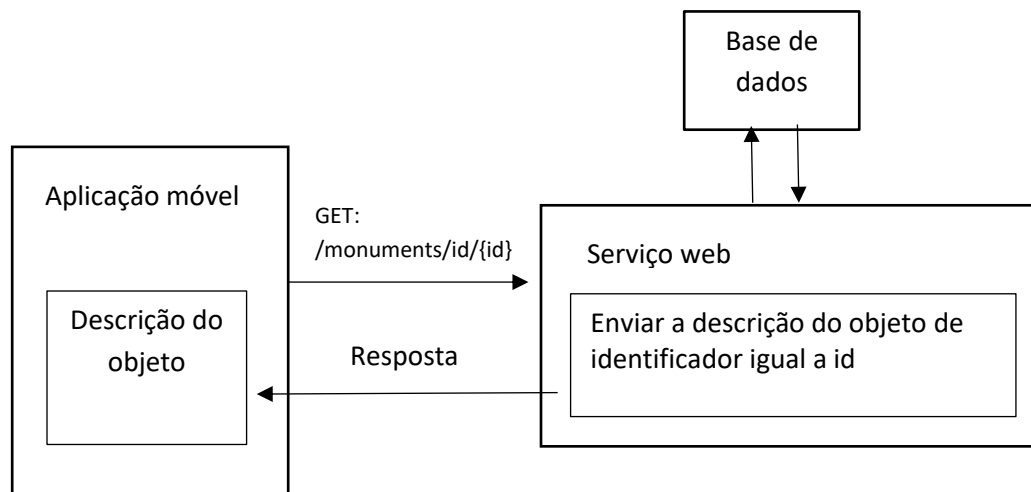 Base de
dados
Aplicação móvel
GET:
/monuments/id/{id}
Serviço web
Descrição do
objeto
Enviar a descrição do objeto de
identificador igual a id
Resposta